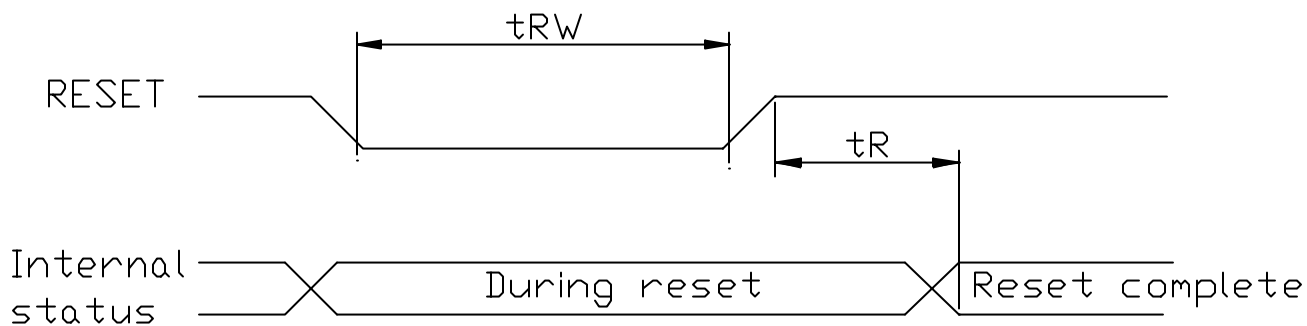 tRW
RESET
tR
Internal
status
During reset
Reset complete